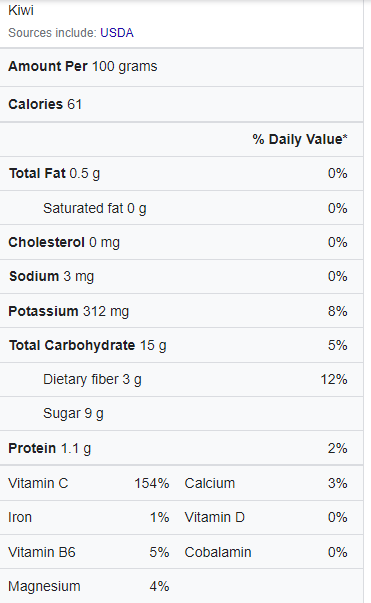 Kiwi
Sources include: USDA
Amount Per 100 grams
Calories 61
% Daily Value*
Total Fat 0.5 g 0%
Saturated fat 0 g 0%
Cholesterol 0 mg 0%
Sodium 3 mg 0%
Potassium 312 mg 8%
Total Carbohydrate 15 g 5%
Dietary fiber 3 g 12%
Sugar 9 g
Protein 1.1 g 2%
Vitamin C 154% Calcium 3%
Iron 1% Vitamin D 0%
Vitamin B6 5% Cobalamin 0%
Magnesium 4%